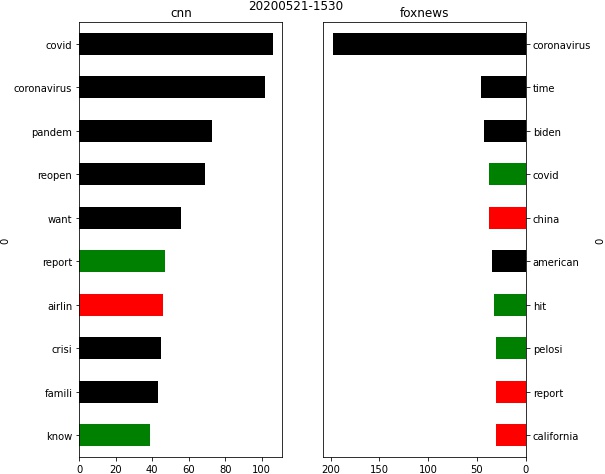 20200521-1530
cnn
foxnews
covid
coronavirus
pandem
reopen
want
report
airlin
crisi
famili
know
0
0 20 40 60 80 100
coronavirus
time
biden
covid
china
american
hit
pelosi
report
california
0
200 150 100 50 0